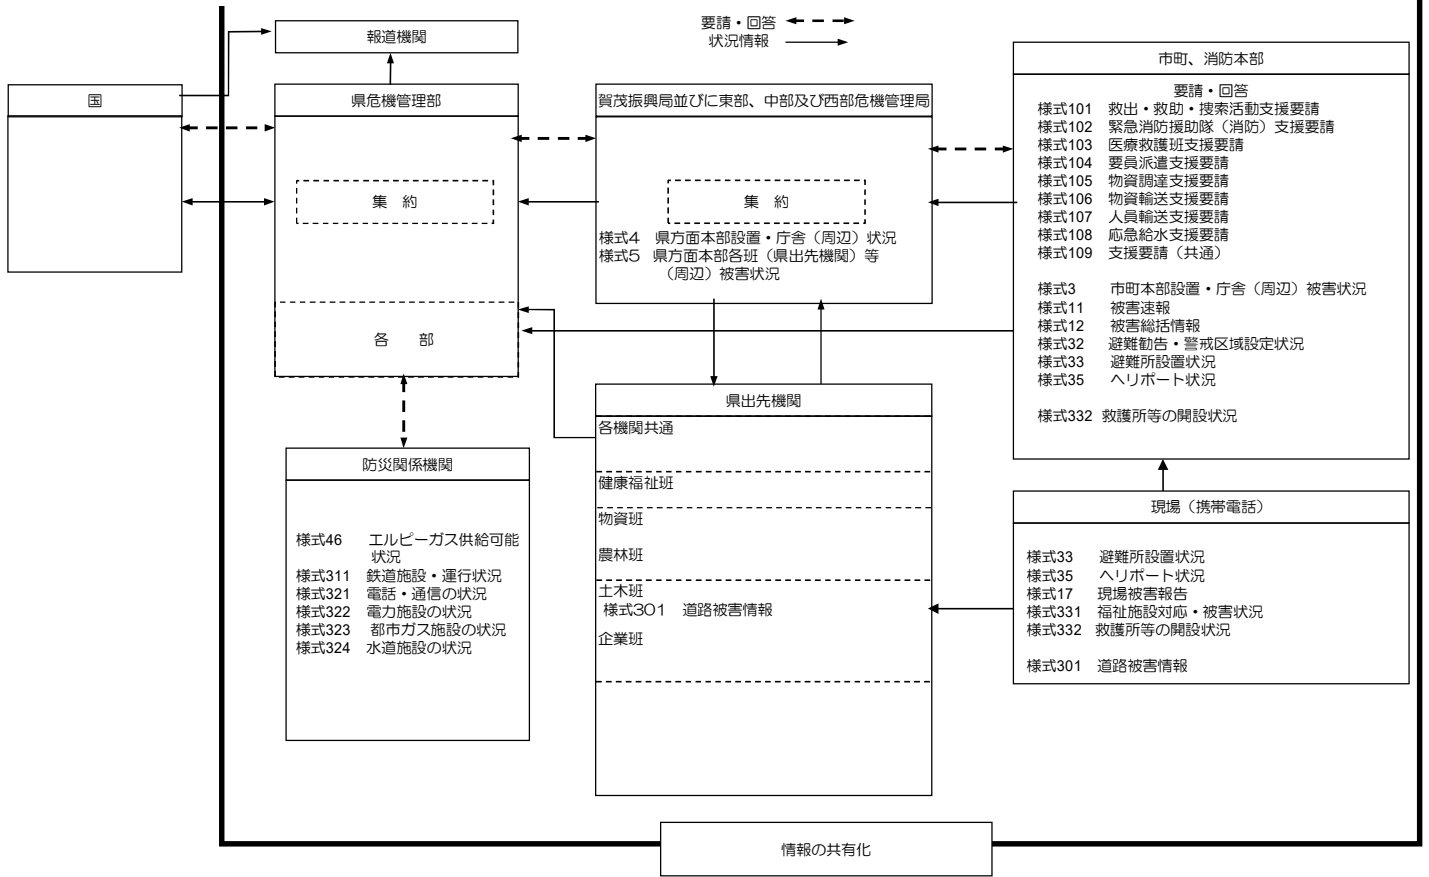 要請・回答
状況情報
報道機関
国
県危機管理部
集 約
各 部
賀茂振興局並びに東部、中部及び西部危機管理局
集 約
様式4 県方面本部設置・庁舎（周辺）状況
様式5 県方面本部各班（県出先機関）等
（周辺）被害状況
市町、消防本部
要請・回答
様式101 救出・救助・捜索活動支援要請
様式102 緊急消防援助隊（消防）支援要請
様式103 医療救護班支援要請
様式104 要員派遣支援要請
様式105 物資調達支援要請
様式106 物資輸送支援要請
様式107 人員輸送支援要請
様式108 応急給水支援要請
様式109 支援要請（共通）
様式3 市町本部設置・庁舎（周辺）被害状況
様式11 被害速報
様式12 被害総括情報
様式32 避難勧告・警戒区域設定状況
様式33 避難所設置状況
様式35 ヘリポート状況
様式332 救護所等の開設状況
防災関係機関
様式46 エルピーガス供給可能
状況
様式311 鉄道施設・運行状況
様式321 電話・通信の状況
様式322 電力施設の状況
様式323 都市ガス施設の状況
様式324 水道施設の状況
県出先機関
各機関共通
健康福祉班
物資班
農林班
土木班
様式３０１ 道路被害情報
企業班
現場（携帯電話）
様式33 避難所設置状況
様式35 ヘリポート状況
様式17 現場被害報告
様式331 福祉施設対応・被害状況
様式332 救護所等の開設状況
様式301 道路被害情報
情報の共有化